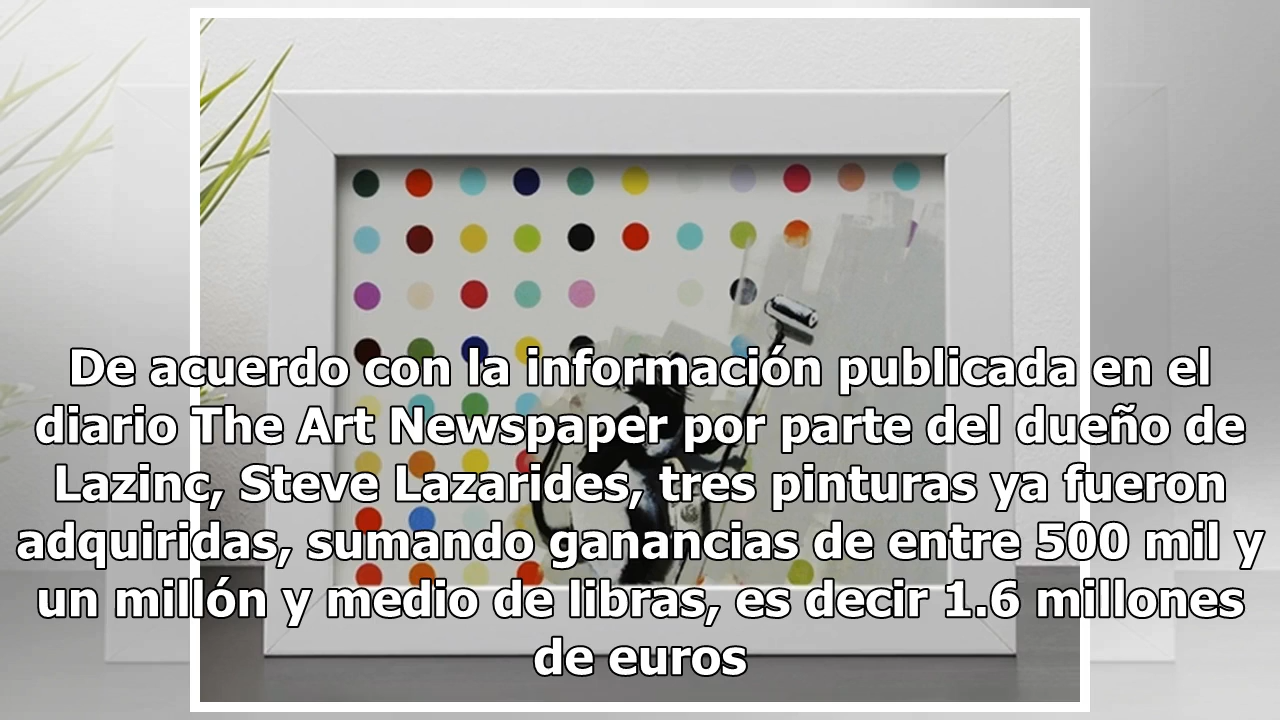 De acuerdo con la información publicada en el
diario The Art Newspaper por parte del dueño de
Lazinc, Steve Lazarides, tres pinturas ya fueron
adquiridas, sumando ganancias de entre 500 mil y
un millón y medio de libras, es decir 1.6 millones
de euros